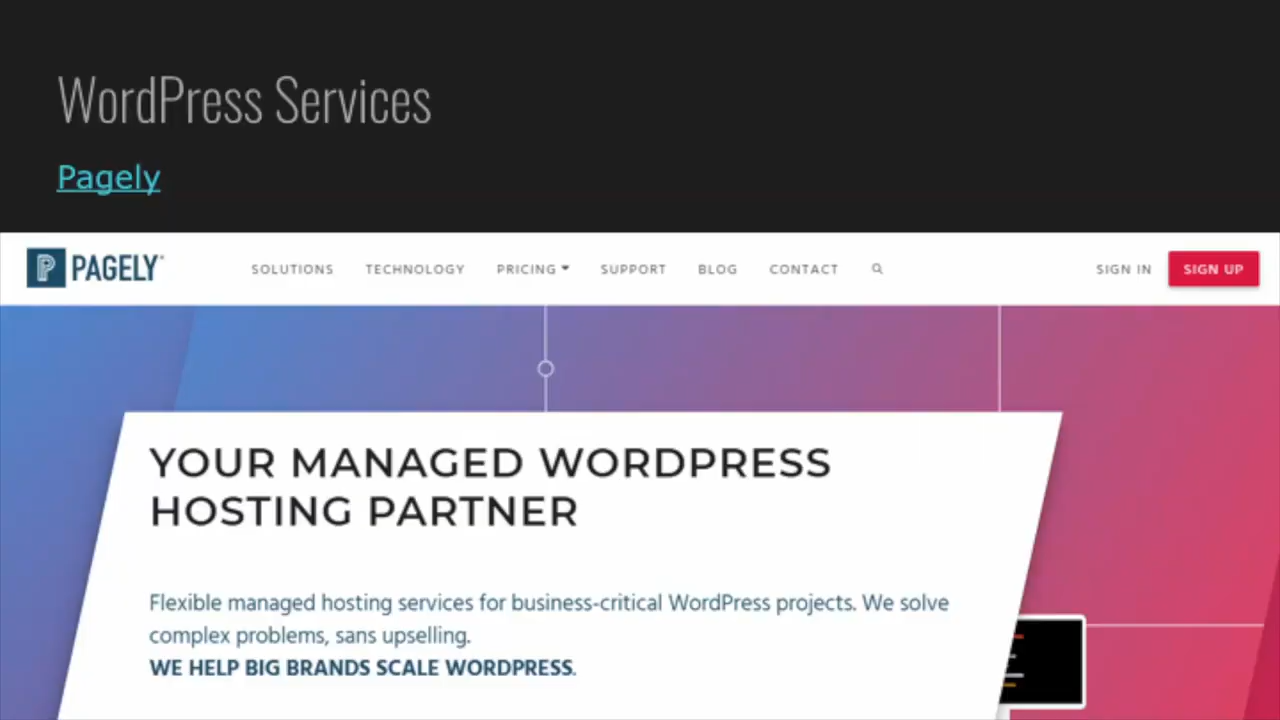 WordPress Services
Pagely
PAGELY
SOLUTIONS TECHNOLOGY PRICING SUPPORT BLOG CONTACT SIGN IN SIGN UP
YOUR MANAGED WORDPRESS
HOSTING PARTNER
Flexible managed hosting services for business-critical WordPress projects. We solve
complex problems, sans upselling.
WE HELP BIG BRANDS SCALE WORDPRESS.